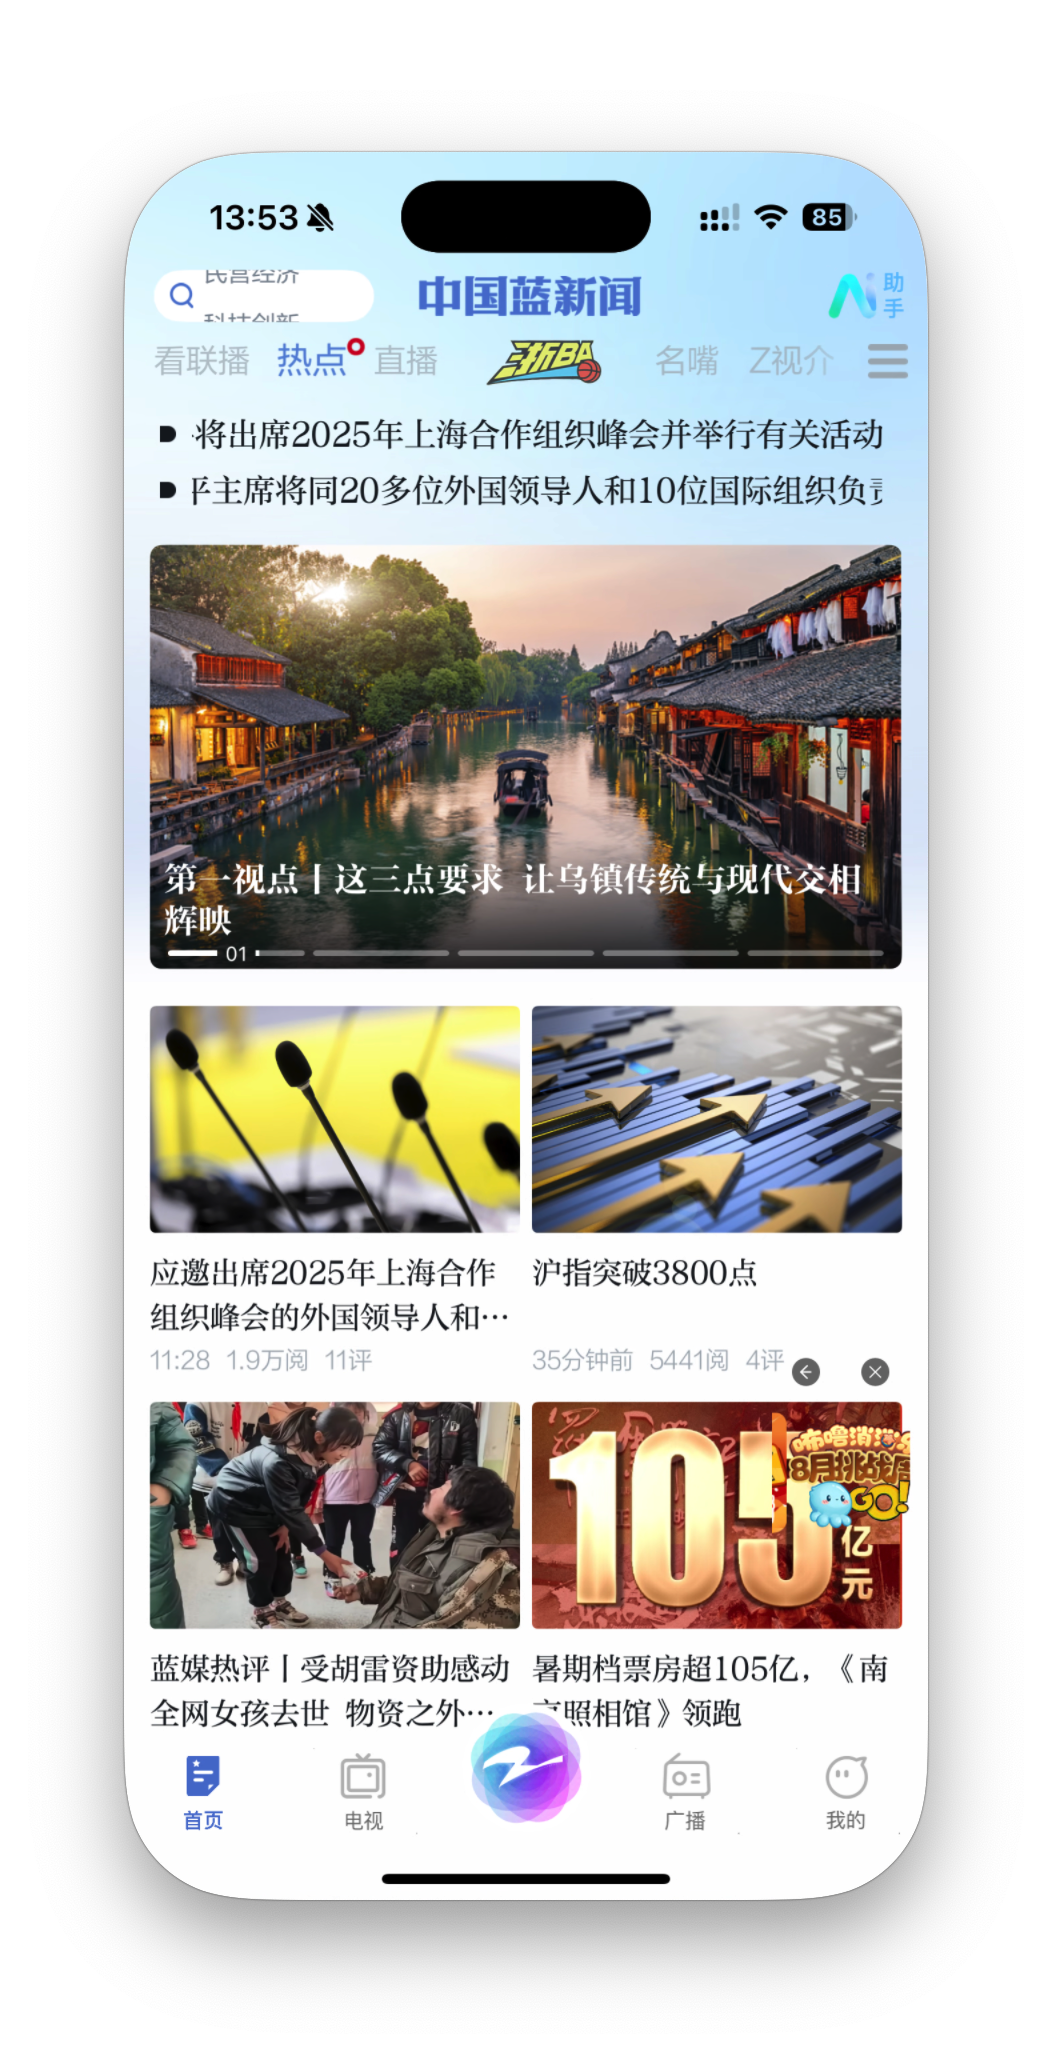 13:53
85
民营经济
科技创新
中国蓝新闻
助手
看联播 热点 直播 浙BA 名嘴 Z视介
将出席2025年上海合作组织峰会并举行有关活动
主席将同20多位外国领导人和10位国际组织负
第一视点丨这三点要求 让乌镇传统与现代交相
辉映
01
应邀出席2025年上海合作
组织峰会的外国领导人和…
11:28 1.9万阅 11评
沪指突破3800点
35分钟前 5441阅 4评
105
亿元
咘噜消消
8月挑战
GO!
蓝媒热评丨受胡雷资助感动
全网女孩去世 物资之外…
暑期档票房超105亿，《南
京照相馆》领跑
首页
电视
广播
我的